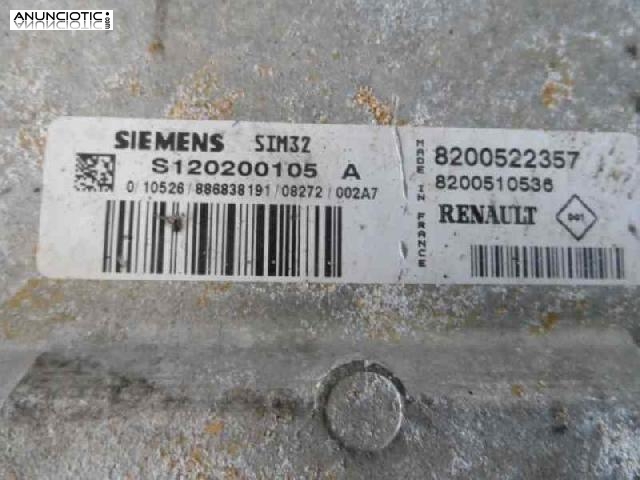 ANUNCIOTIC
SIEMENS SIM32
S120200105 A
0/10526/886838191/08272/002A7
MADE IN FRANCE
8200522357
8200510536
RENAULT